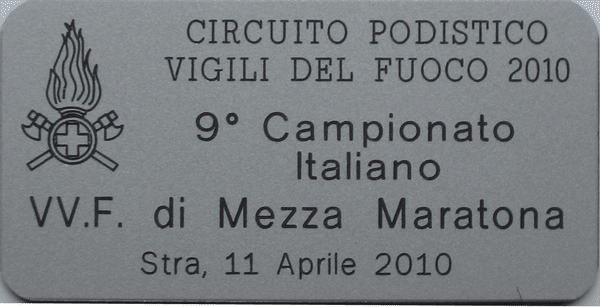 CIRCUITO PODISTICO
VIGILI DEL FUOCO 2010
9° Campionato
Italiano
VV.F. di Mezza Maratona
Stra, 11 Aprile 2010